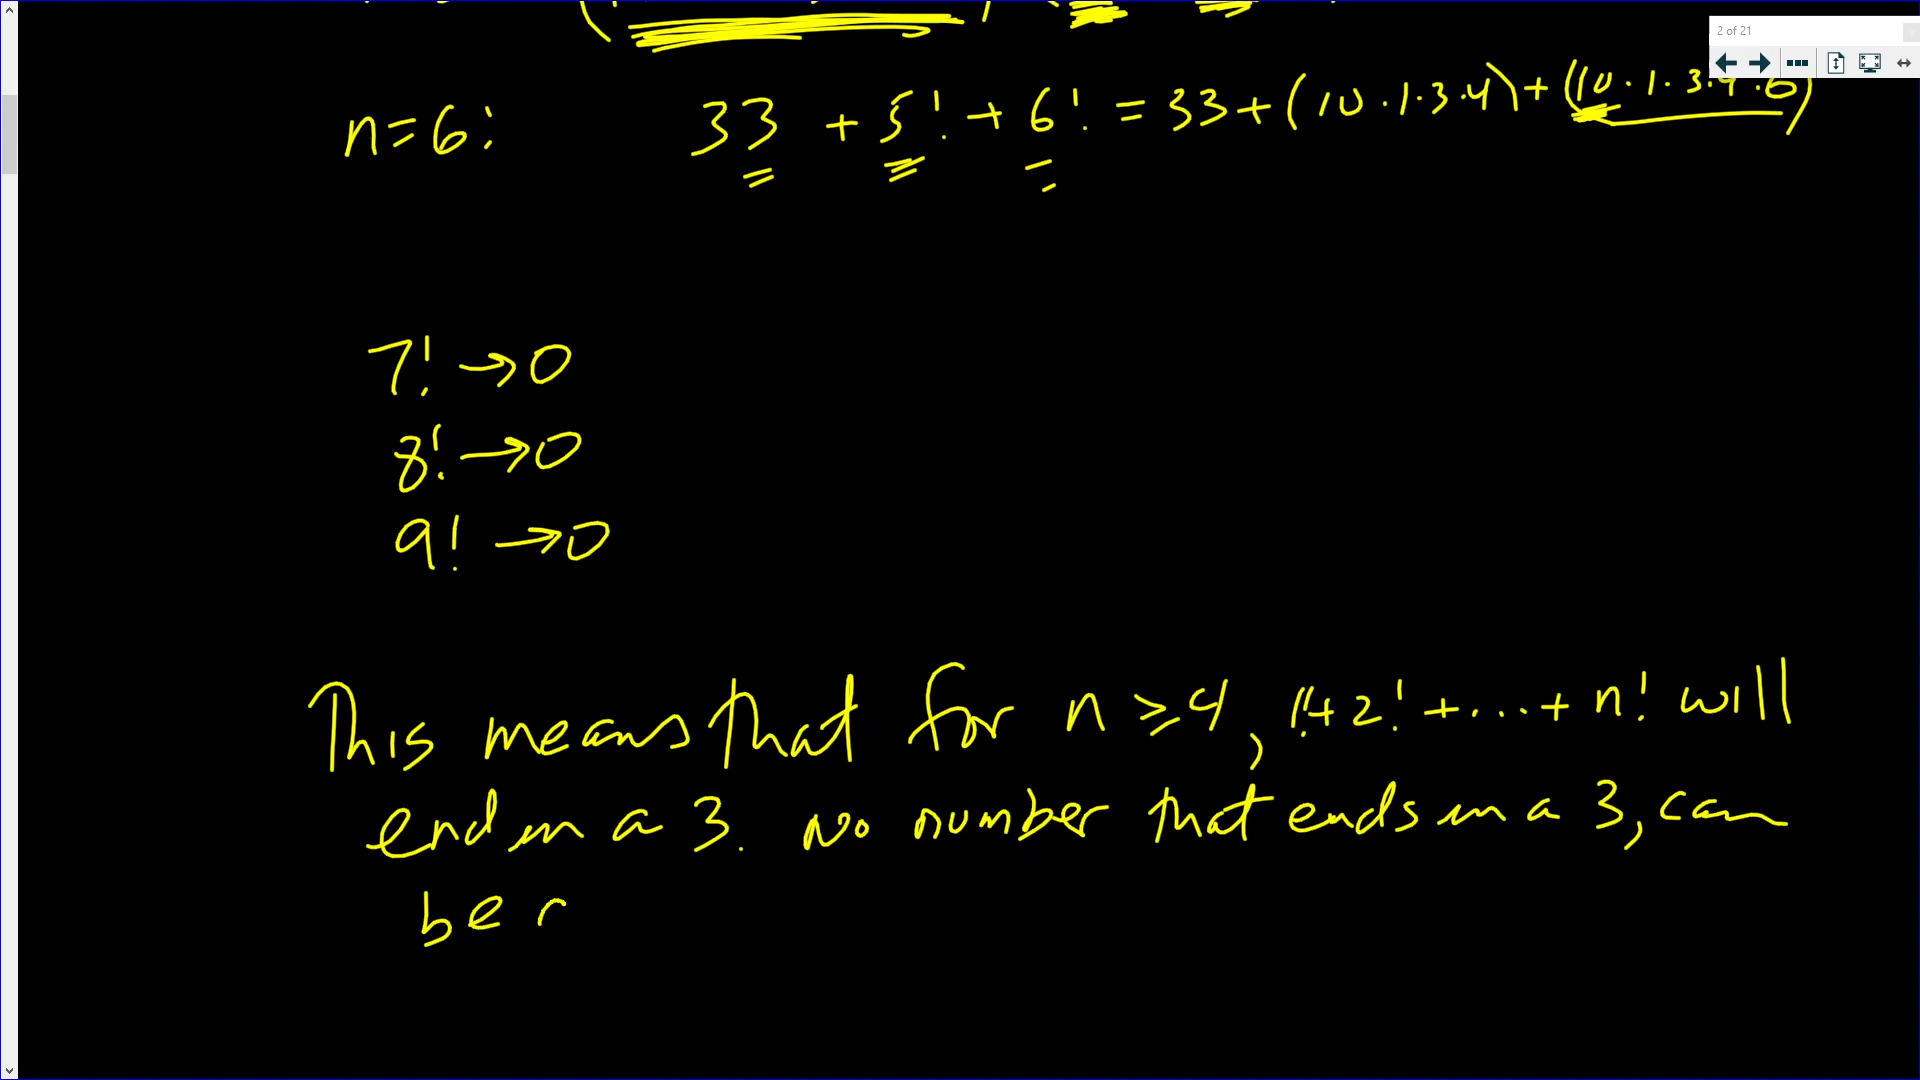 2 of 21
n=6: 33 + 5! + 6! = 33 + (10·1·3·4) + (10·1·3·4·6)
7! → 0
8! → 0
9! → 0
This means that for n ≥ 4, 1!+2!+...+n! will
end in a 3. No number that ends in a 3, can
be